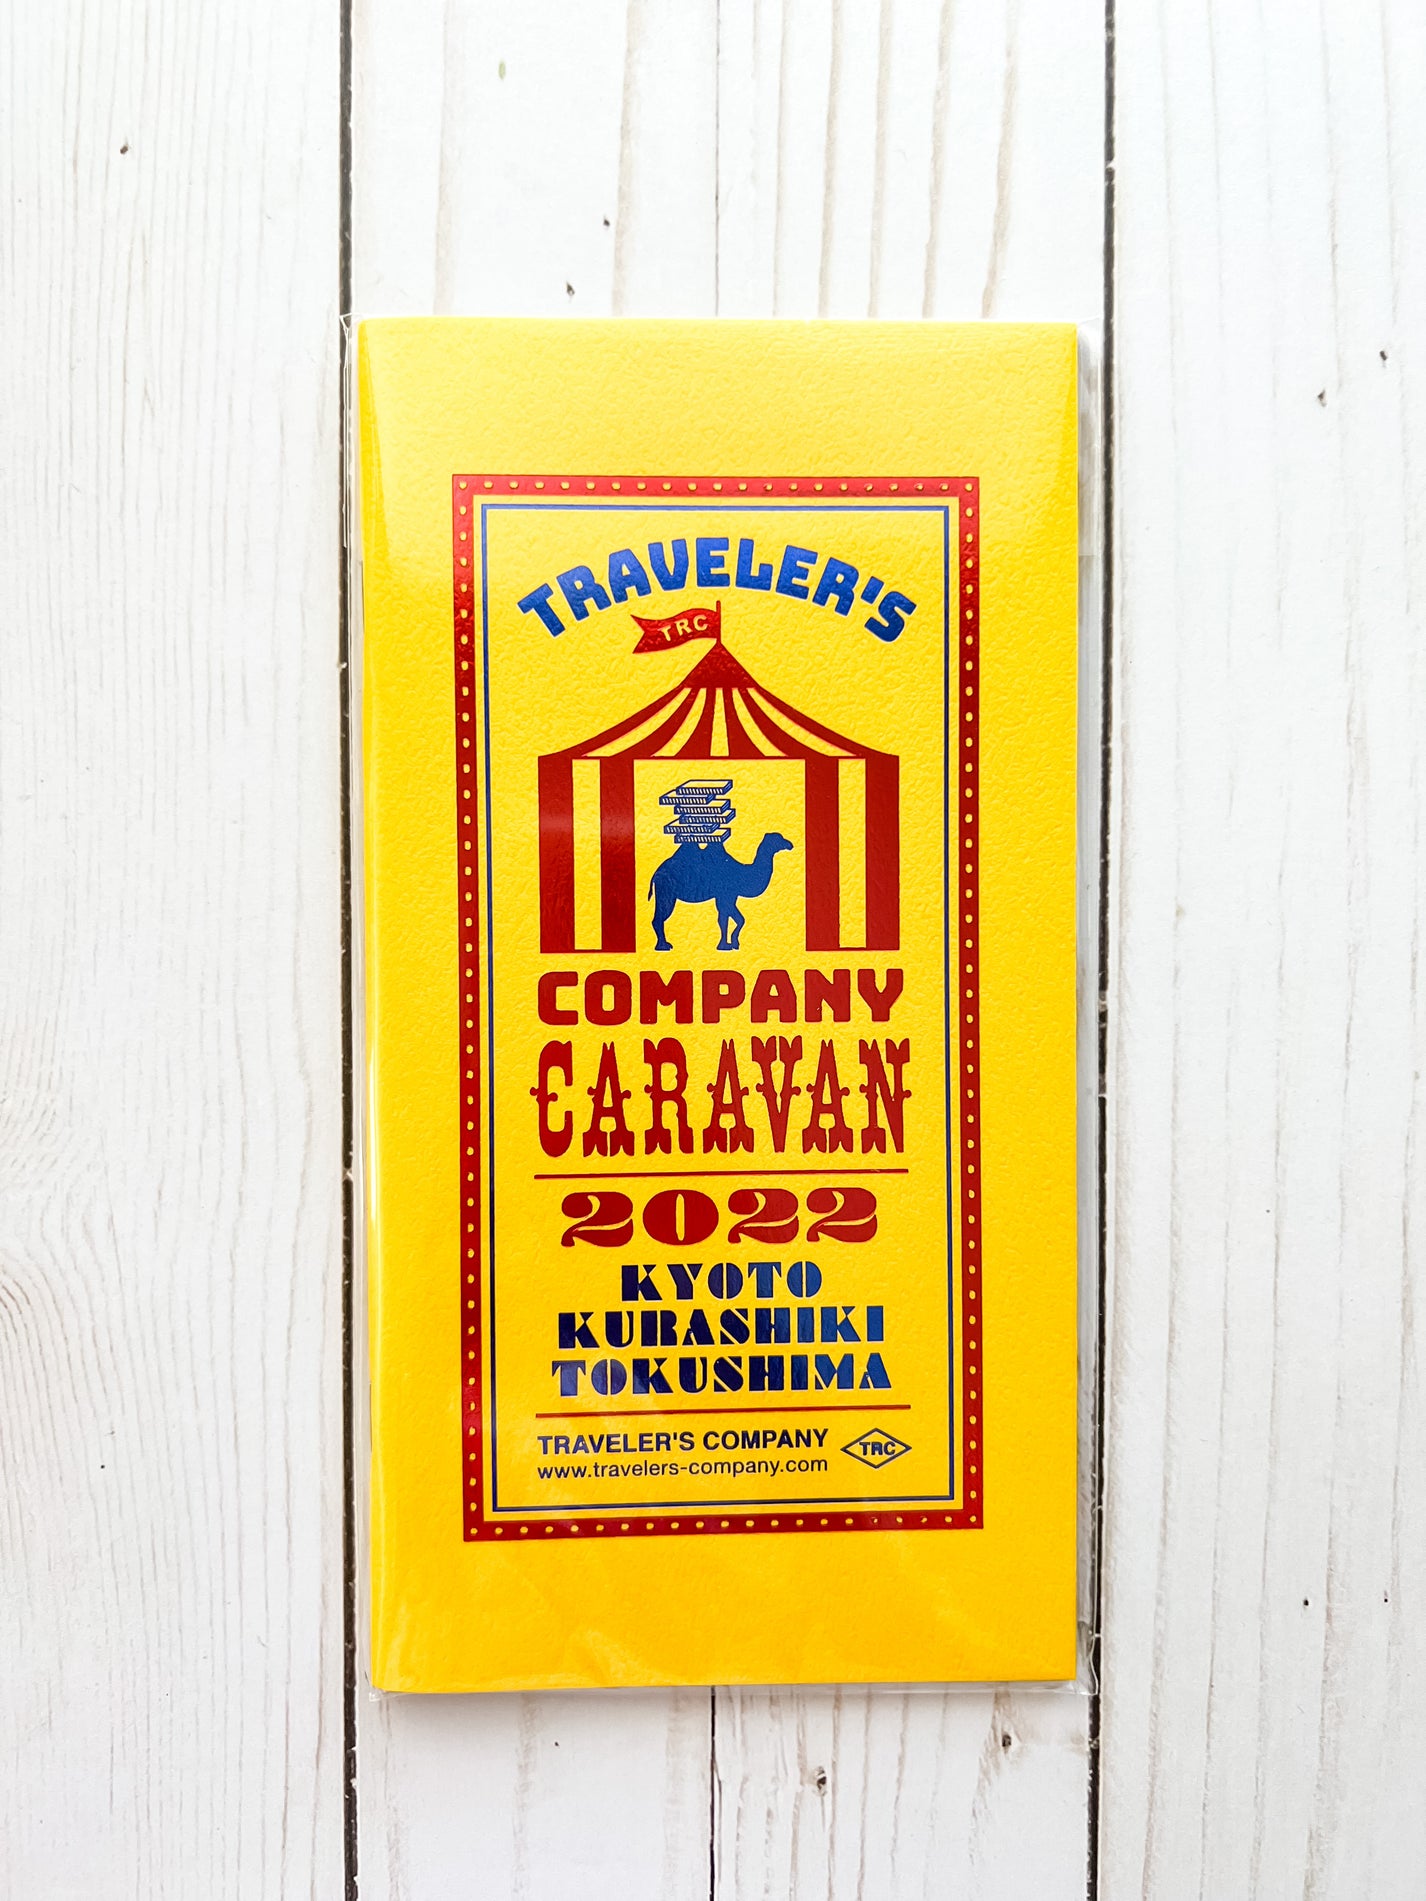 TRAVELER'S
TRC
COMPANY
CARAVAN
2022
KYOTO
KURASHIKI
TOKUSHIMA
TRAVELER'S COMPANY
www.travelers-company.com
TRC